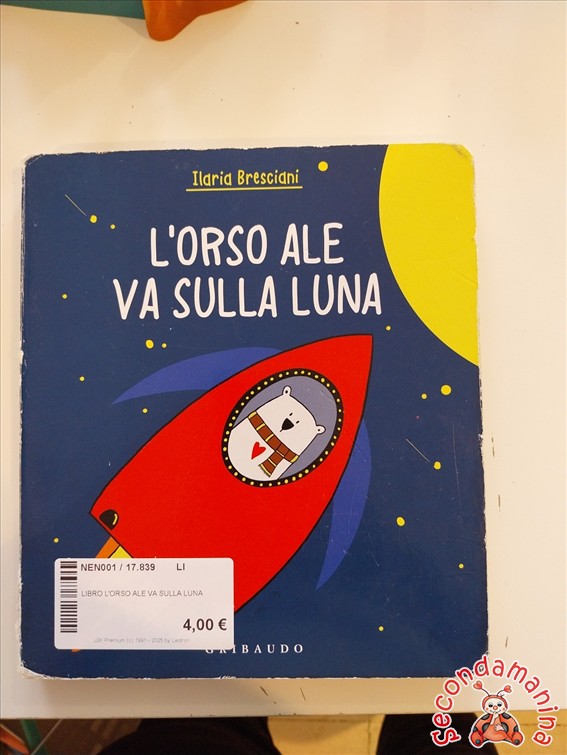 Ilaria Bresciani
L'ORSO ALE
VA SULLA LUNA
NEN001 / 17.839 LI
LIBRO L'ORSO ALE VA SULLA LUNA
4,00 €
GRIBAUDO
secondamanina